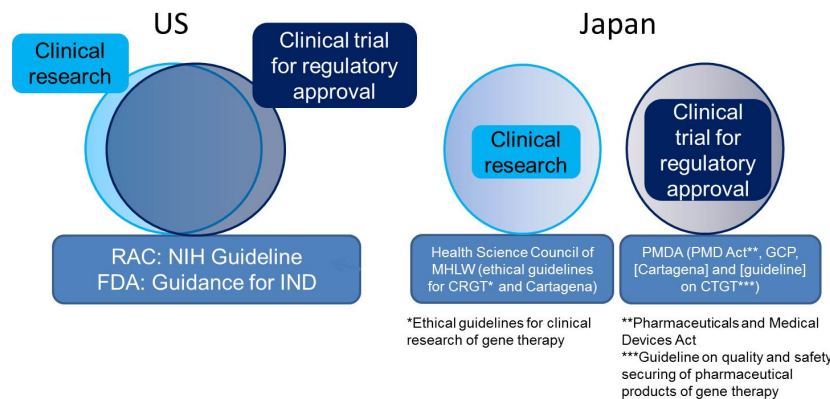 US
Japan
Clinical
research
Clinical trial
for regulatory
approval
Clinical
research
Clinical
trial for
regulatory
approval
RAC: NIH Guideline
FDA: Guidance for IND
Health Science Council of
MHLW (ethical guidelines
for CRGT* and Cartagena)
PMDA (PMD Act**, GCP,
[Cartagena] and [guideline]
on CTGT***)
*Ethical guidelines for clinical
research of gene therapy
**Pharmaceuticals and Medical
Devices Act
***Guideline on quality and safety
securing of pharmaceutical
products of gene therapy